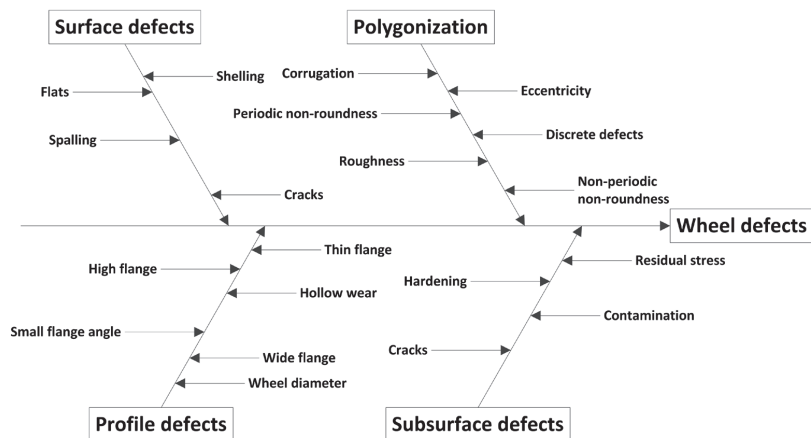 Surface defects
Polygonization
Shelling
Flats
Spalling
Cracks
Corrugation
Eccentricity
Periodic non-roundness
Discrete defects
Roughness
Non-periodic
non-roundness
Wheel defects
Thin flange
High flange
Hollow wear
Small flange angle
Wide flange
Wheel diameter
Residual stress
Hardening
Contamination
Cracks
Profile defects
Subsurface defects